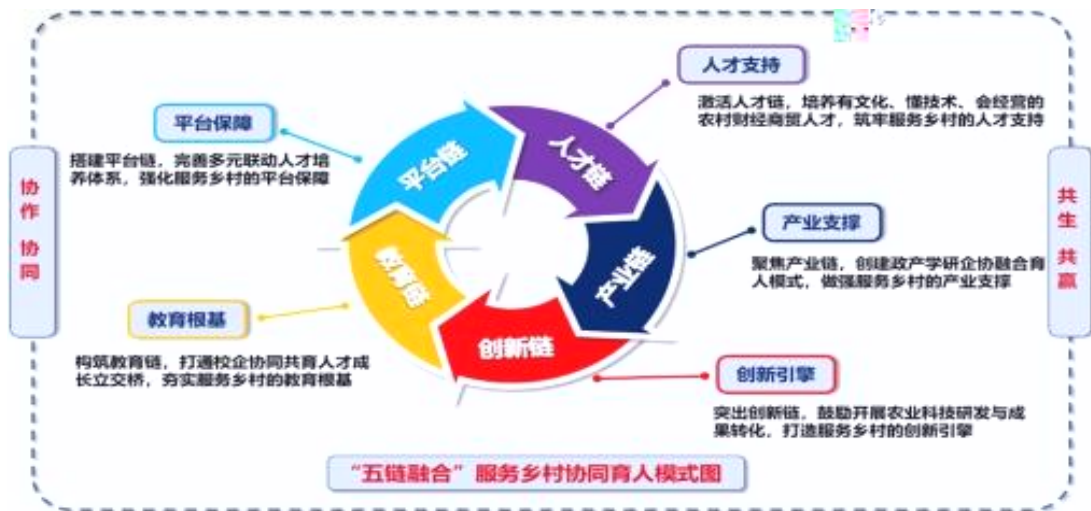 人才支持
激活人才链，培养有文化、懂技术、会经营的
农村财经商贸人才，筑牢服务乡村的人才支持
平台保障
搭建平台链，完善多元联动人才培
养体系，强化服务乡村的平台保障
平台链
人才链
产业链
创新链
教育链
协作 协同
共生 共赢
产业支撑
聚焦产业链，创建政产学研企协融合育
人模式，做强服务乡村的产业支撑
教育根基
构筑教育链，打通校企协同共育人才成
长立交桥，夯实服务乡村的教育根基
创新引擎
突出创新链，鼓励开展农业科技研发与成
果转化，打造服务乡村的创新引擎
“五链融合”服务乡村协同育人模式图